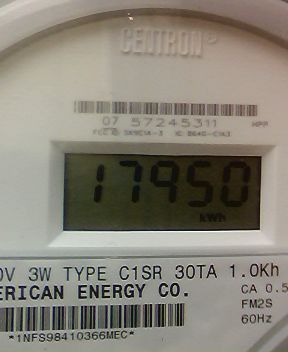 CENTRON®
07 57245311
17950
kWh
0V 3W TYPE C1SR 30TA 1.0Kh
ERICAN ENERGY CO.
CA 0.5
FM2S
60Hz
*1NFS98410366MEC*